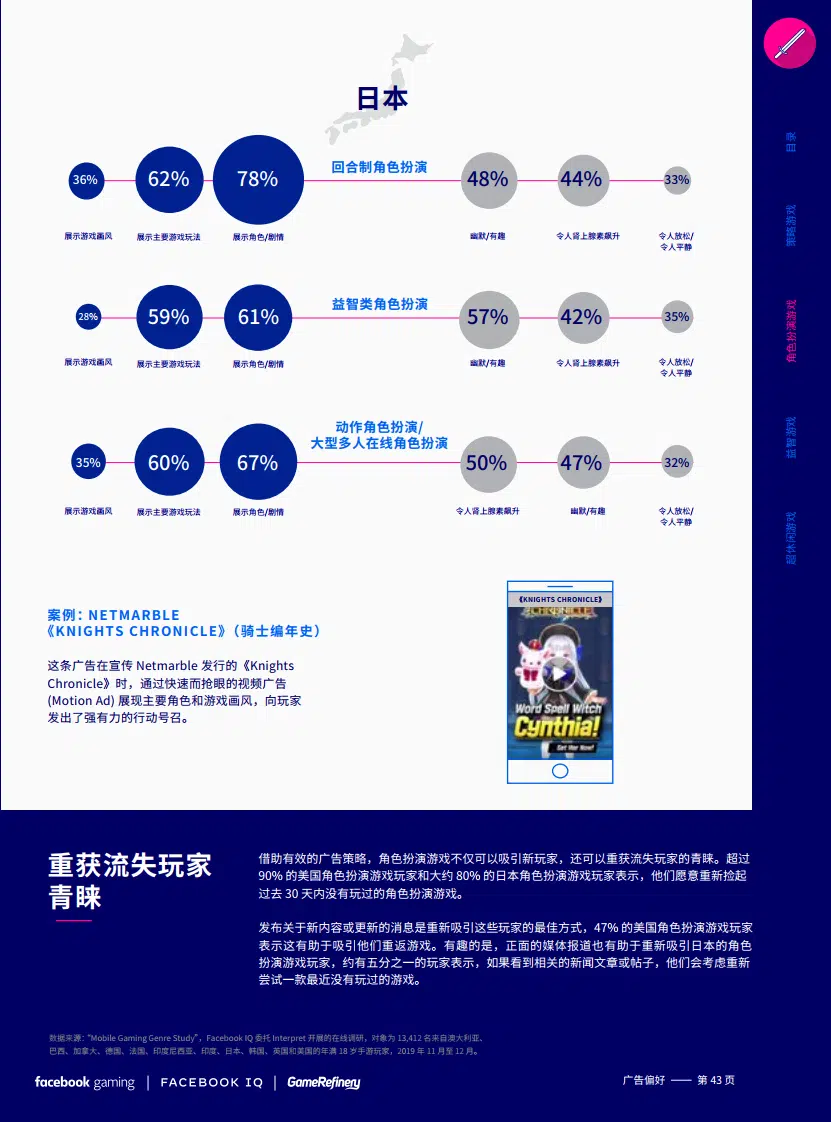 日本
回合制角色扮演
36%
62%
78%
48%
44%
33%
展示游戏画风
展示主要游戏玩法
展示角色/剧情
幽默/有趣
令人肾上腺素飙升
令人放松/
令人平静
益智类角色扮演
28%
59%
61%
57%
42%
35%
展示游戏画风
展示主要游戏玩法
展示角色/剧情
幽默/有趣
令人肾上腺素飙升
令人放松/
令人平静
动作角色扮演/
大型多人在线角色扮演
35%
60%
67%
50%
47%
32%
展示游戏画风
展示主要游戏玩法
展示角色/剧情
令人肾上腺素飙升
幽默/有趣
令人放松/
令人平静
案例：NETMARBLE
《KNIGHTS CHRONICLE》（骑士编年史）
这条广告在宣传 Netmarble 发行的《Knights
Chronicle》时，通过快速而抢眼的视频广告
(Motion Ad) 展现主要角色和游戏画风，向玩家
发出了强有力的行动号召。
《KNIGHTS CHRONICLE》
CHRONICLE
Word Spell Witch
Cynthia!
Get Her Now!
目录
策略游戏
角色扮演游戏
益智游戏
超休闲游戏
重获流失玩家
青睐
借助有效的广告策略，角色扮演游戏不仅可以吸引新玩家，还可以重获流失玩家的青睐。超过
90% 的美国角色扮演游戏玩家和大约 80% 的日本角色扮演游戏玩家表示，他们愿意重新捡起
过去 30 天内没有玩过的角色扮演游戏。
发布关于新内容或更新的消息是重新吸引这些玩家的最佳方式，47% 的美国角色扮演游戏玩家
表示这有助于吸引他们重返游戏。有趣的是，正面的媒体报道也有助于重新吸引日本的角色
扮演游戏玩家，约有五分之一的玩家表示，如果看到相关的新闻文章或帖子，他们会考虑重新
尝试一款最近没有玩过的游戏。
数据来源：“Mobile Gaming Genre Study”，Facebook IQ 委托 Interpret 开展的在线调研，对象为 13,412 名来自澳大利亚、
巴西、加拿大、德国、法国、印度尼西亚、印度、日本、韩国、英国和美国的年满 18 岁手游玩家，2019 年 11 月至 12 月。
facebook gaming | FACEBOOK IQ | GameRefinery
广告偏好 —— 第 43 页